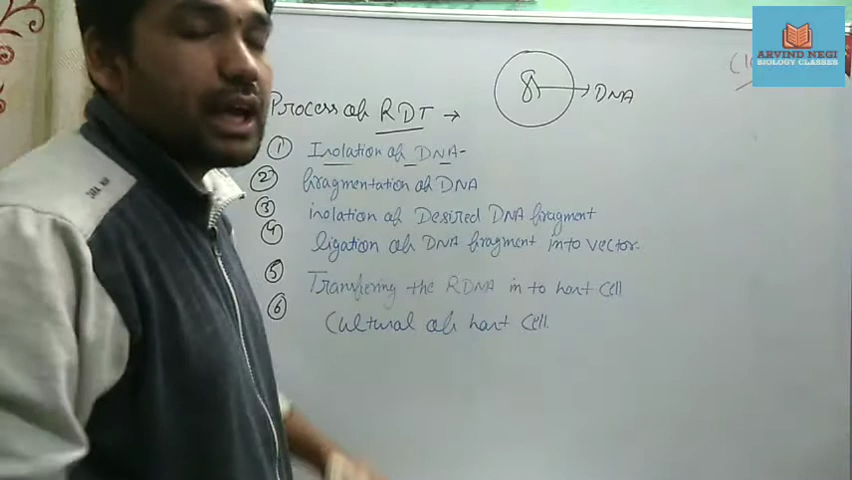 ARVIND NEGI
BIOLOGY CLASSES
Process of RDT →
DNA
① Isolation of DNA-
② fragmentation of DNA
③ isolation of Desired DNA fragment
④ ligation of DNA fragment into vector.
⑤ Transfering the RDNA in to host cell
⑥ Cultural of host cell.